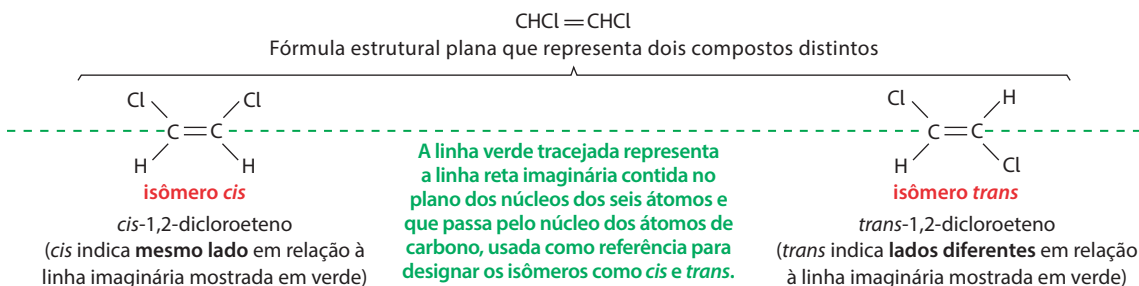 CHCl=CHCl
Fórmula estrutural plana que representa dois compostos distintos
Cl Cl
C=C
H H
isômero cis
cis-1,2-dicloroeteno
(cis indica mesmo lado em relação à
linha imaginária mostrada em verde)
A linha verde tracejada representa
a linha reta imaginária contida no
plano dos núcleos dos seis átomos e
que passa pelo núcleo dos átomos de
carbono, usada como referência para
designar os isômeros como cis e trans.
Cl H
C=C
H Cl
isômero trans
trans-1,2-dicloroeteno
(trans indica lados diferentes em relação
à linha imaginária mostrada em verde)